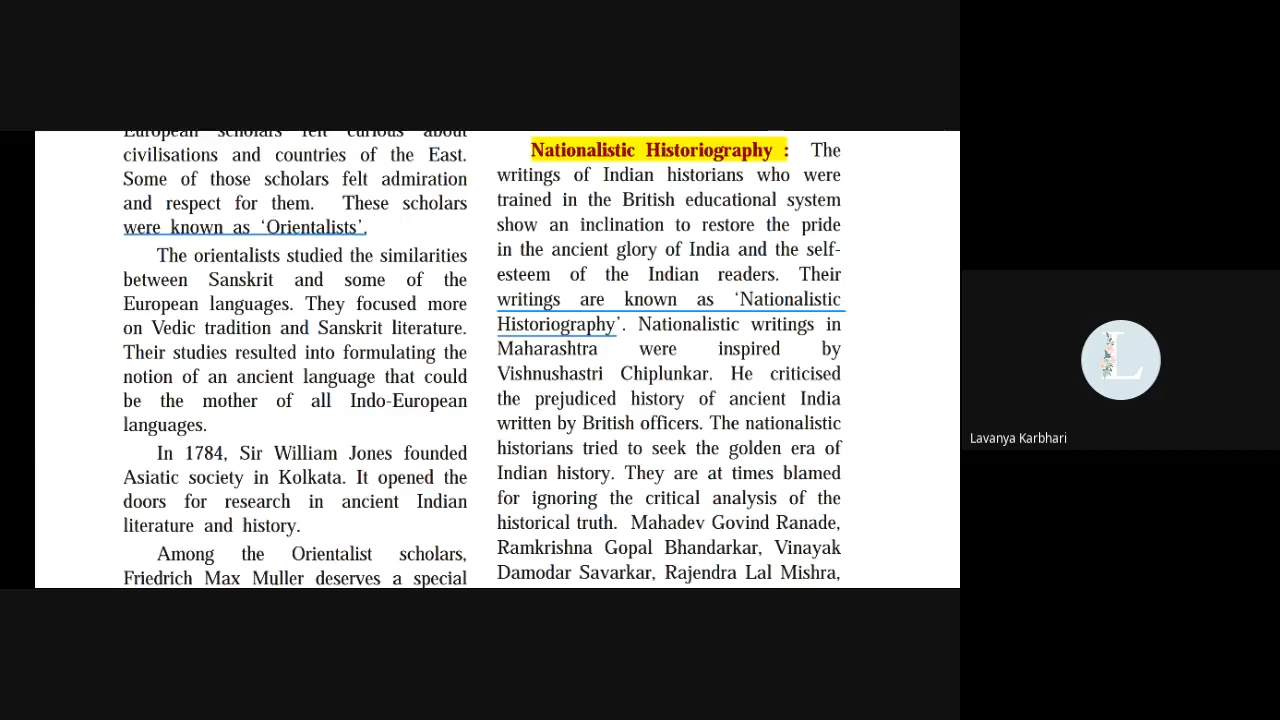 European scholars felt curious about
civilisations and countries of the East.
Some of those scholars felt admiration
and respect for them. These scholars
were known as ‘Orientalists’.
The orientalists studied the similarities
between Sanskrit and some of the
European languages. They focused more
on Vedic tradition and Sanskrit literature.
Their studies resulted into formulating the
notion of an ancient language that could
be the mother of all Indo-European
languages.
In 1784, Sir William Jones founded
Asiatic society in Kolkata. It opened the
doors for research in ancient Indian
literature and history.
Among the Orientalist scholars,
Friedrich Max Muller deserves a special
Nationalistic Historiography : The
writings of Indian historians who were
trained in the British educational system
show an inclination to restore the pride
in the ancient glory of India and the self-
esteem of the Indian readers. Their
writings are known as ‘Nationalistic
Historiography’. Nationalistic writings in
Maharashtra were inspired by
Vishnushastri Chiplunkar. He criticised
the prejudiced history of ancient India
written by British officers. The nationalistic
historians tried to seek the golden era of
Indian history. They are at times blamed
for ignoring the critical analysis of the
historical truth. Mahadev Govind Ranade,
Ramkrishna Gopal Bhandarkar, Vinayak
Damodar Savarkar, Rajendra Lal Mishra,
L
Lavanya Karbhari